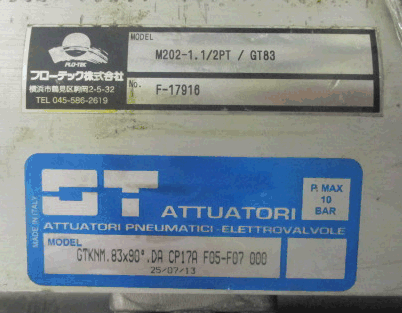 FLO-TEC
フローテック株式会社
横浜市鶴見区駒岡2-5-32
TEL 045-586-2619
MODEL
M202-1.1/2PT / GT83
No.
F-17916
MADE IN ITALY
GT ATTUATORI
ATTUATORI PNEUMATICI-ELETTROVALVOLE
P. MAX
10
BAR
MODEL
GTKNM.83x90°.DA CP17A F05-F07 000
25/07/13